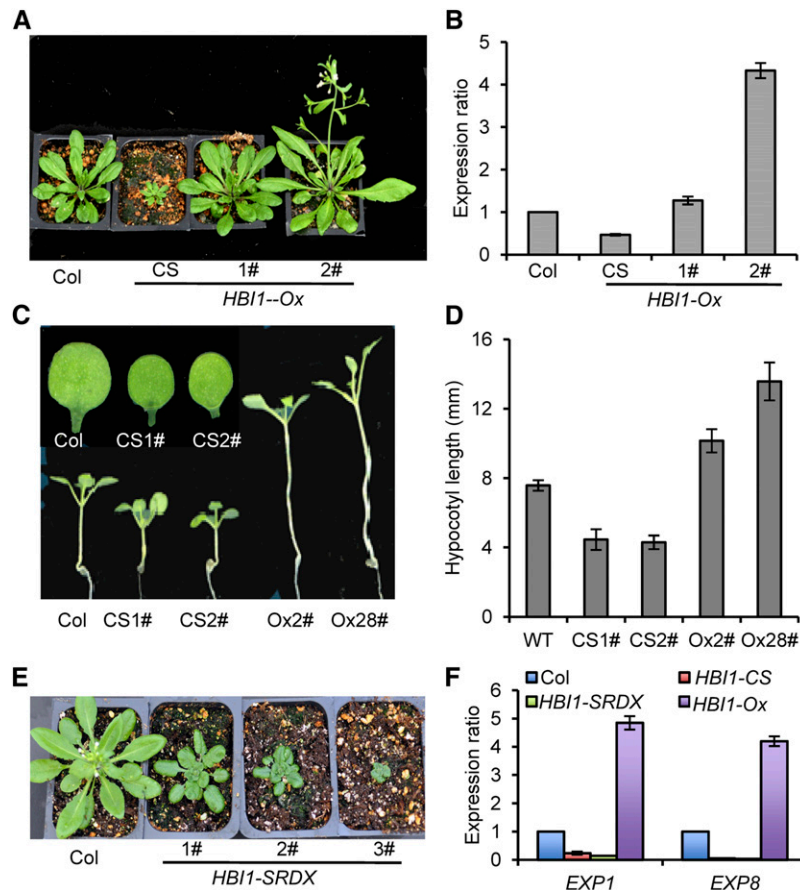 A
Col
CS 1# 2#
HBI1--Ox
B
Expression ratio
5
4
3
2
1
0
Col CS 1# 2#
HBI1-Ox
C
Col CS1# CS2#
Col CS1# CS2# Ox2# Ox28#
D
Hypocotyl length (mm)
16
12
8
4
0
WT CS1# CS2# Ox2# Ox28#
E
Col
1# 2# 3#
HBI1-SRDX
F
Col HBI1-CS
HBI1-SRDX HBI1-Ox
Expression ratio
6
5
4
3
2
1
0
EXP1 EXP8